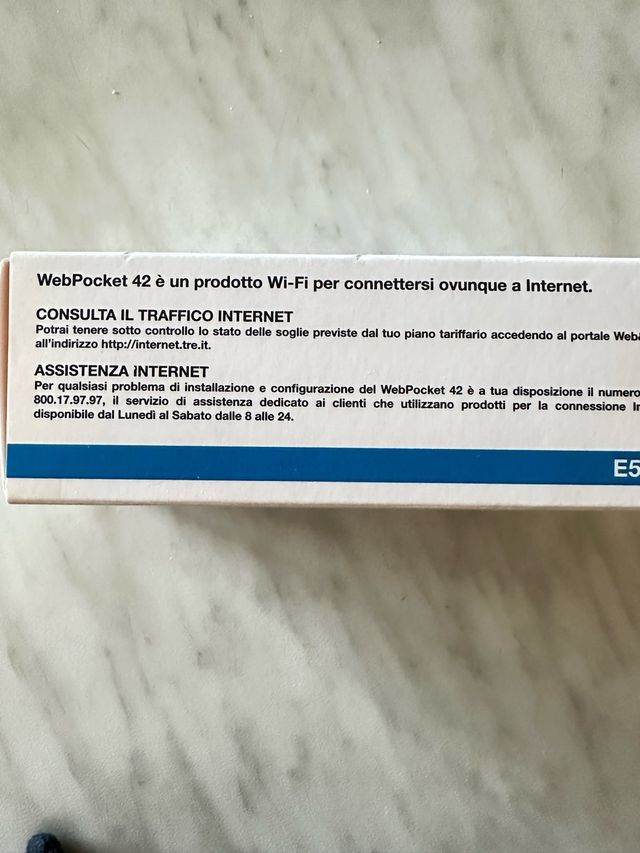 WebPocket 42 è un prodotto Wi-Fi per connettersi ovunque a Internet.
CONSULTA IL TRAFFICO INTERNET
Potrai tenere sotto controllo lo stato delle soglie previste dal tuo piano tariffario accedendo al portale
all'indirizzo http://internet.tre.it.
ASSISTENZA INTERNET
Per qualsiasi problema di installazione e configurazione del WebPocket 42 è a tua disposizione il numero
800.17.97.97, il servizio di assistenza dedicato ai clienti che utilizzano prodotti per la connessione
disponibile dal Lunedì al Sabato dalle 8 alle 24.
E5